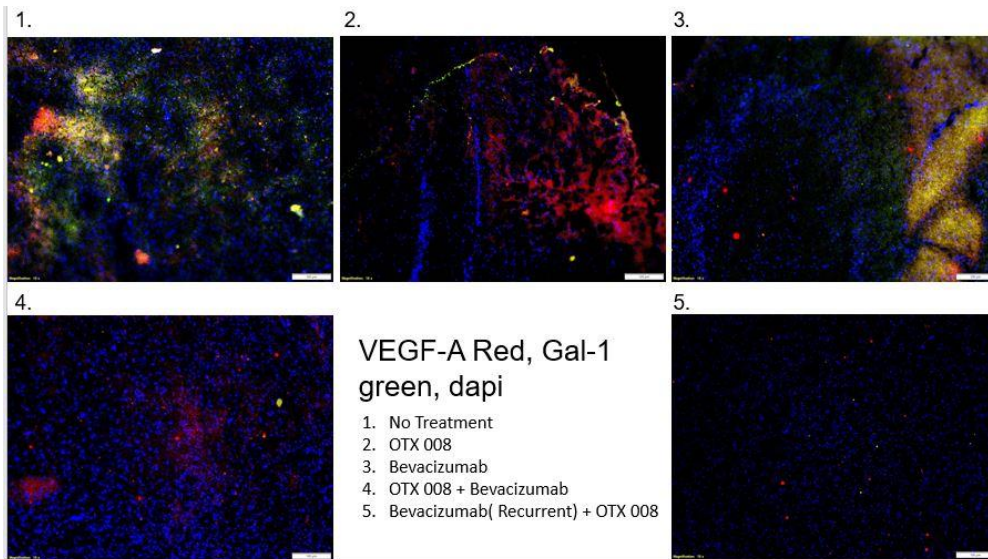 1.
2.
3.
4.
VEGF-A Red, Gal-1
green, dapi
1. No Treatment
2. OTX 008
3. Bevacizumab
4. OTX 008 + Bevacizumab
5. Bevacizumab( Recurrent) + OTX 008
5.